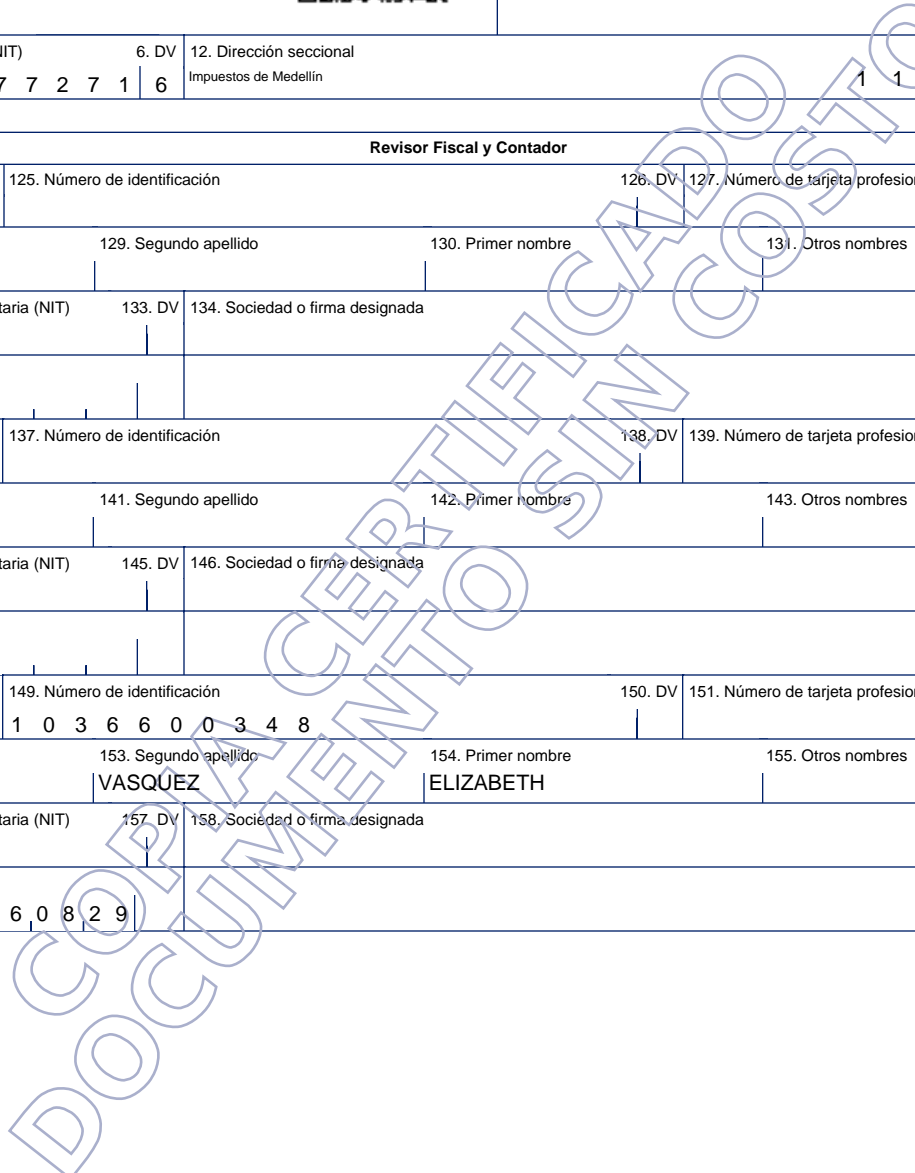 IIT) 6. DV 12. Dirección seccional
7 7 2 7 1 6 Impuestos de Medellín 1 1
Revisor Fiscal y Contador
125. Número de identificación 126. DV 127. Número de tarjeta profesion
129. Segundo apellido 130. Primer nombre 131. Otros nombres
taria (NIT) 133. DV 134. Sociedad o firma designada
137. Número de identificación 138. DV 139. Número de tarjeta profesion
141. Segundo apellido 142. Primer nombre 143. Otros nombres
taria (NIT) 145. DV 146. Sociedad o firma designada
149. Número de identificación 150. DV 151. Número de tarjeta profesion
1 0 3 6 6 0 0 3 4 8
153. Segundo apellido 154. Primer nombre 155. Otros nombres
VASQUEZ ELIZABETH
taria (NIT) 157. DV 158. Sociedad o firma designada
6 0 8 2 9
COPIA CERTIFICADO
DOCUMENTO SIN COSTO